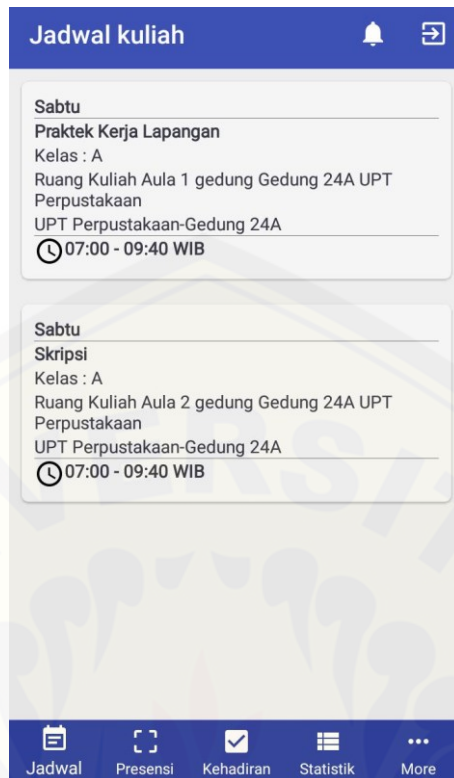 Jadwal kuliah
Sabtu
Praktek Kerja Lapangan
Kelas : A
Ruang Kuliah Aula 1 gedung Gedung 24A UPT
Perpustakaan
UPT Perpustakaan-Gedung 24A
07:00 - 09:40 WIB
Sabtu
Skripsi
Kelas : A
Ruang Kuliah Aula 2 gedung Gedung 24A UPT
Perpustakaan
UPT Perpustakaan-Gedung 24A
07:00 - 09:40 WIB
Jadwal Presensi Kehadiran Statistik More